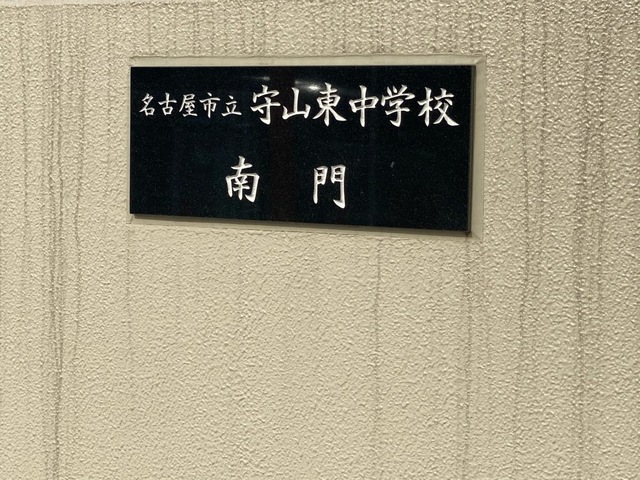 名古屋市立 守山東中学校
南 門